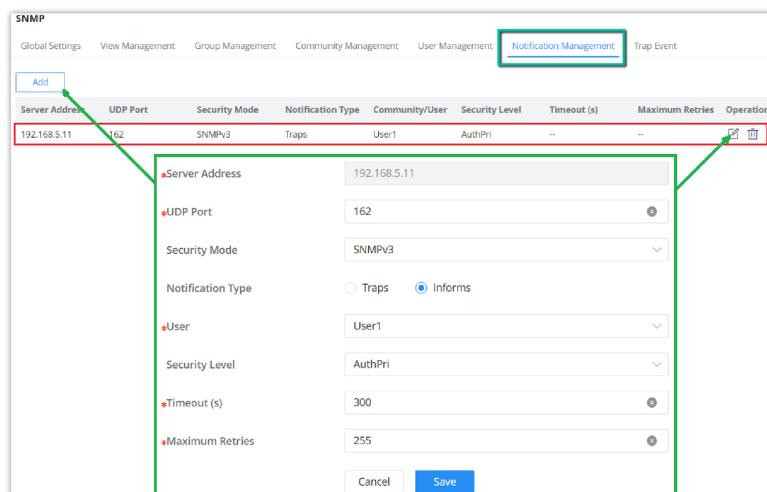 SNMP
Global Settings View Management Group Management Community Management User Management Notification Management Trap Event
Add
Server Address UDP Port Security Mode Notification Type Community/User Security Level Timeout (s) Maximum Retries Operation
192.168.5.11 162 SNMPv3 Traps User1 AuthPri -- --
*Server Address 192.168.5.11
*UDP Port 162
Security Mode SNMPv3
Notification Type Traps Informs
*User User1
Security Level AuthPri
*Timeout (s) 300
*Maximum Retries 255
Cancel Save